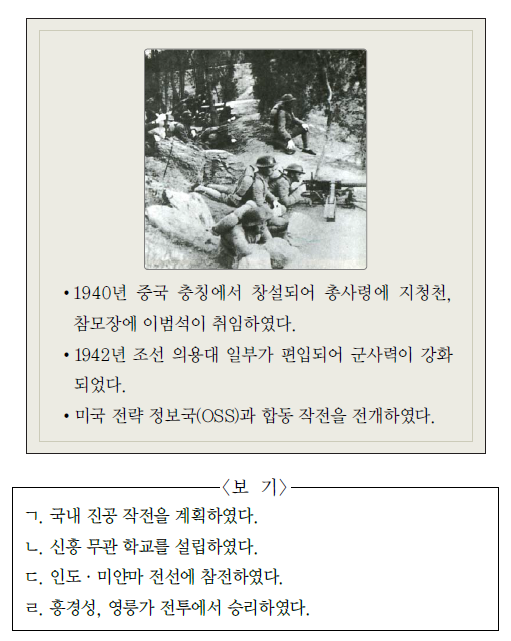 • 1940년 중국 충칭에서 창설되어 총사령에 지청천,
참모장에 이범석이 취임하였다.
• 1942년 조선 의용대 일부가 편입되어 군사력이 강화
되었다.
• 미국 전략 정보국(OSS)과 합동 작전을 전개하였다.
〈보 기〉
ㄱ. 국내 진공 작전을 계획하였다.
ㄴ. 신흥 무관 학교를 설립하였다.
ㄷ. 인도 · 미얀마 전선에 참전하였다.
ㄹ. 흥경성, 영릉가 전투에서 승리하였다.